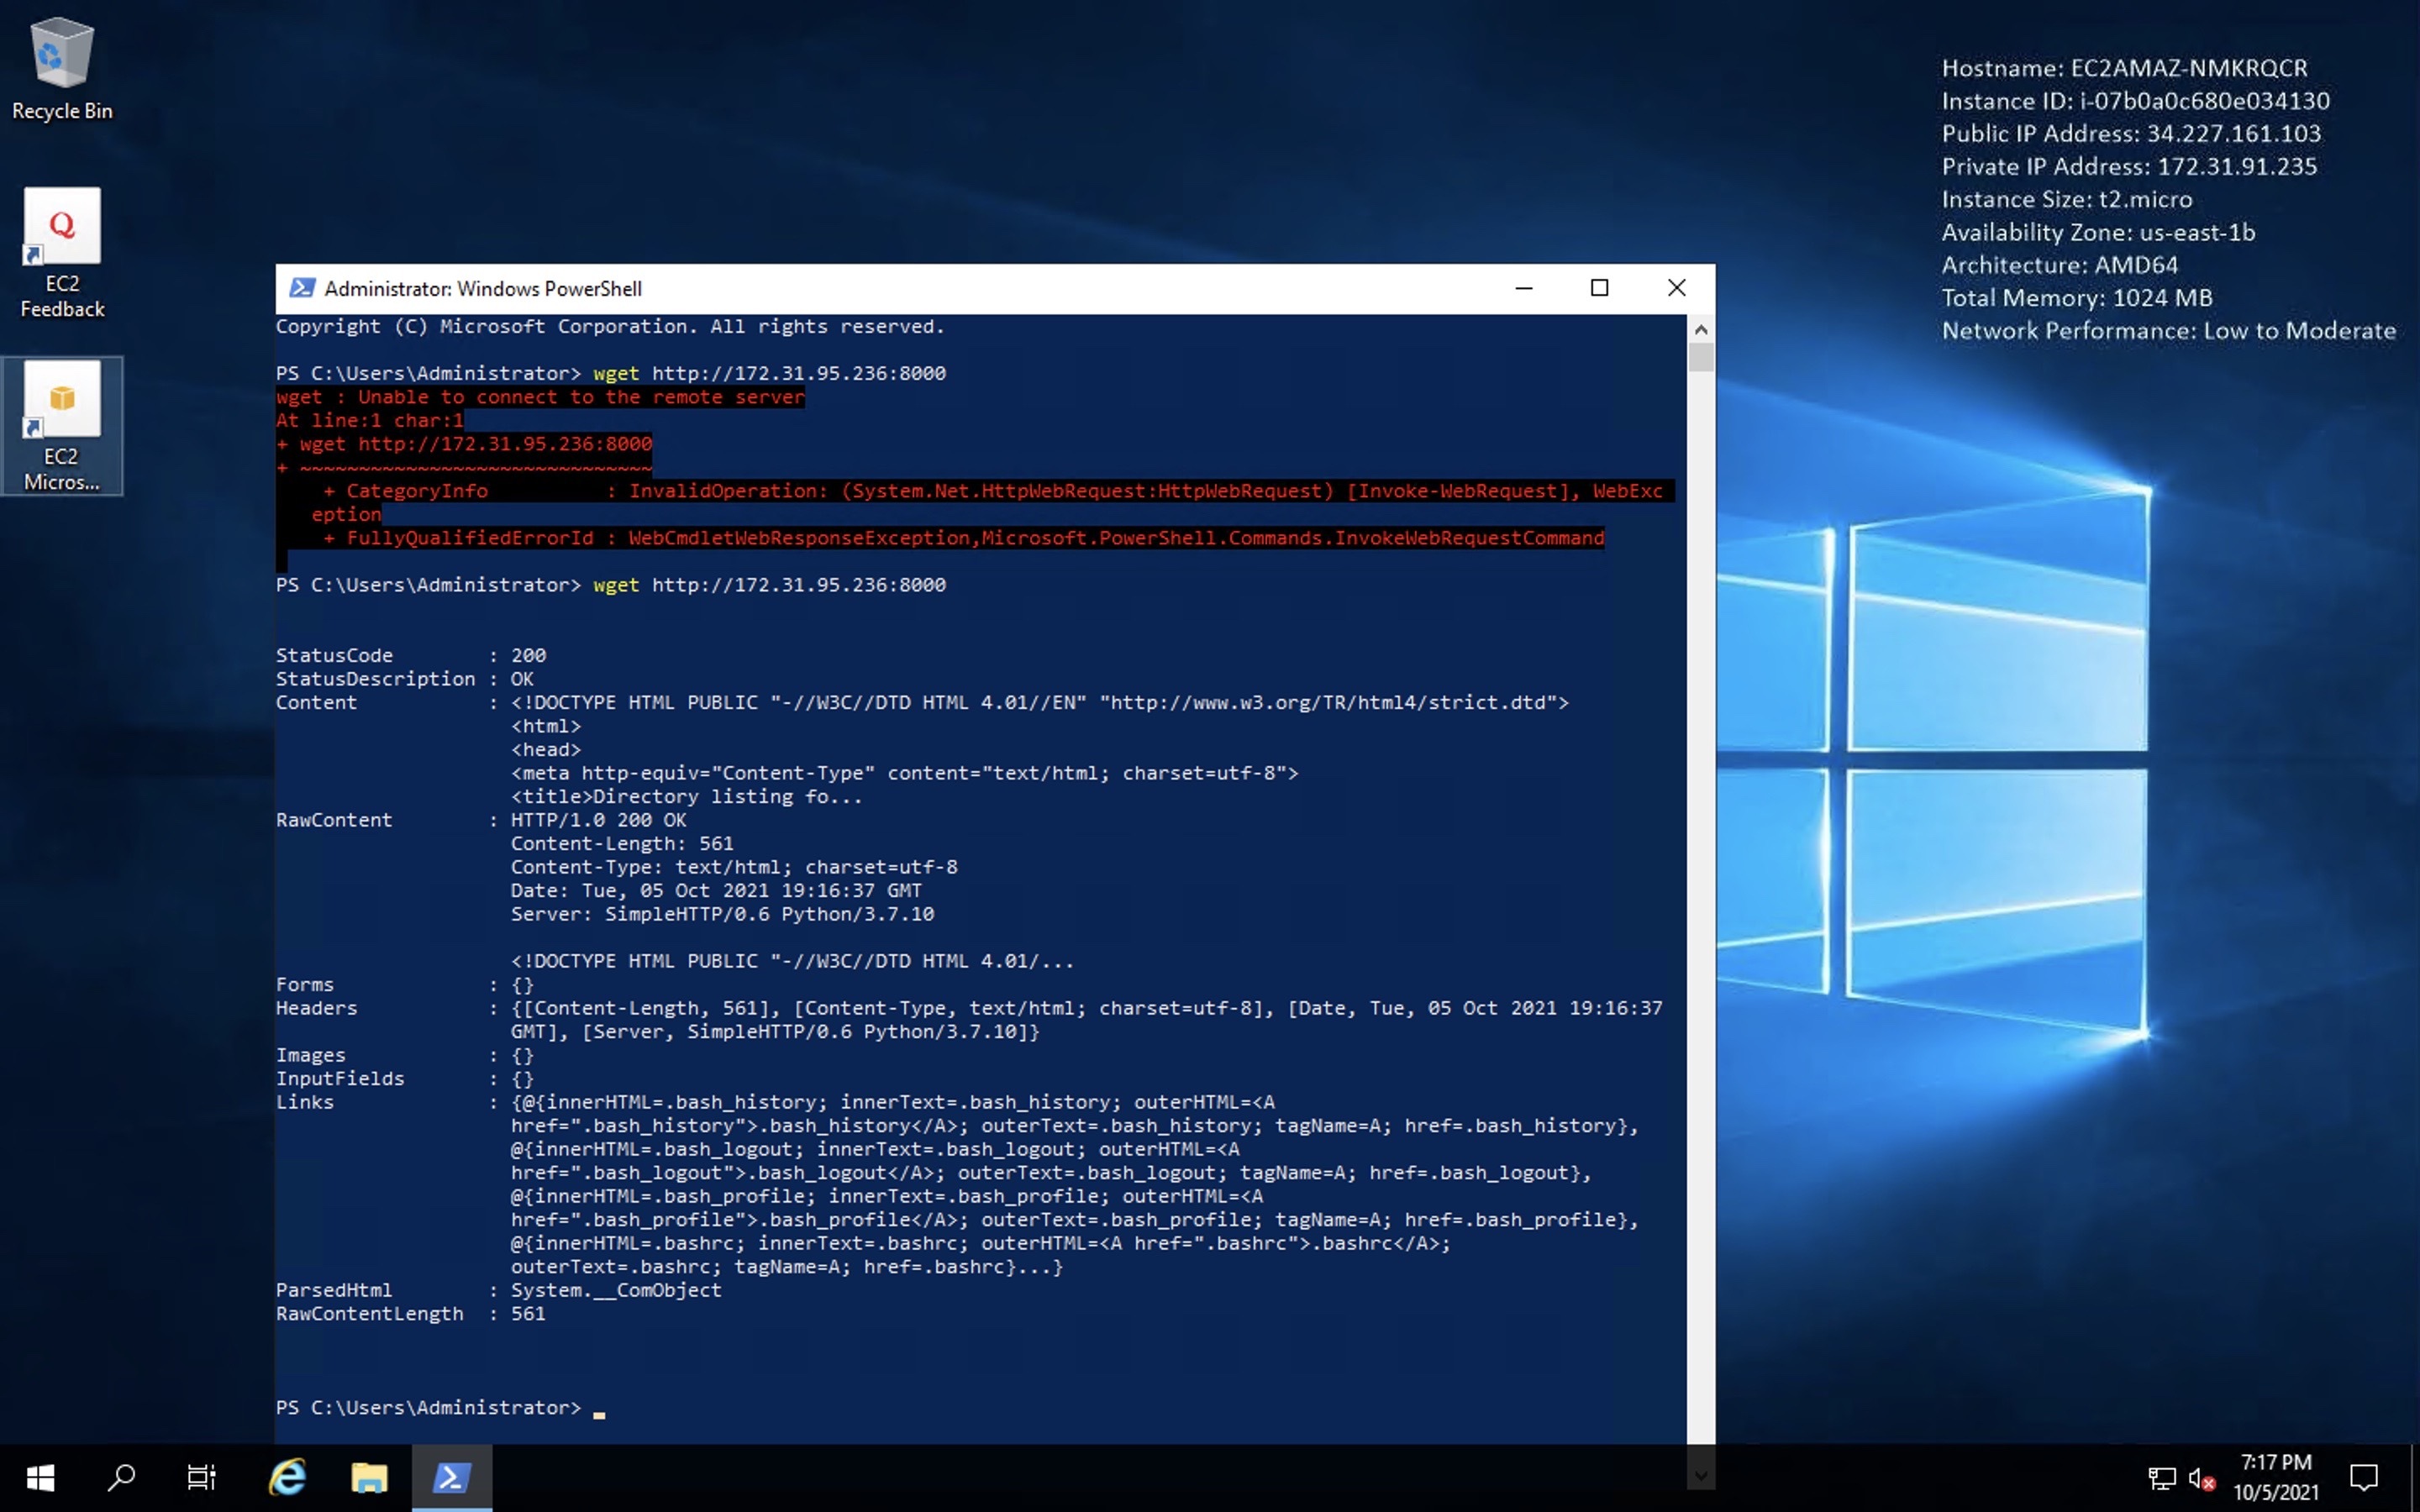 Recycle Bin
EC2
Feedback
EC2
Micros...
Hostname: EC2AMAZ-NMKRQCR
Instance ID: i-07b0a0c680e034130
Public IP Address: 34.227.161.103
Private IP Address: 172.31.91.235
Instance Size: t2.micro
Availability Zone: us-east-1b
Architecture: AMD64
Total Memory: 1024 MB
Network Performance: Low to Moderate
Administrator: Windows PowerShell
Copyright (C) Microsoft Corporation. All rights reserved.
PS C:\Users\Administrator> wget http://172.31.95.236:8000
wget : Unable to connect to the remote server
At line:1 char:1
+ wget http://172.31.95.236:8000
+ ~~~~~~~~~~~~~~~~~~~~~~~~~~~~~~
+ CategoryInfo : InvalidOperation: (System.Net.HttpWebRequest:HttpWebRequest) [Invoke-WebRequest], WebExc
eption
+ FullyQualifiedErrorId : WebCmdletWebResponseException,Microsoft.PowerShell.Commands.InvokeWebRequestCommand
PS C:\Users\Administrator> wget http://172.31.95.236:8000
StatusCode : 200
StatusDescription : OK
Content : <!DOCTYPE HTML PUBLIC "-//W3C//DTD HTML 4.01//EN" "http://www.w3.org/TR/html4/strict.dtd">
<html>
<head>
<meta http-equiv="Content-Type" content="text/html; charset=utf-8">
<title>Directory listing fo...
RawContent : HTTP/1.0 200 OK
Content-Length: 561
Content-Type: text/html; charset=utf-8
Date: Tue, 05 Oct 2021 19:16:37 GMT
Server: SimpleHTTP/0.6 Python/3.7.10
<!DOCTYPE HTML PUBLIC "-//W3C//DTD HTML 4.01/...
Forms : {}
Headers : {[Content-Length, 561], [Content-Type, text/html; charset=utf-8], [Date, Tue, 05 Oct 2021 19:16:37
GMT], [Server, SimpleHTTP/0.6 Python/3.7.10]}
Images : {}
InputFields : {}
Links : {@{innerHTML=.bash_history; innerText=.bash_history; outerHTML=<A
href=".bash_history">.bash_history</A>; outerText=.bash_history; tagName=A; href=.bash_history},
@{innerHTML=.bash_logout; innerText=.bash_logout; outerHTML=<A
href=".bash_logout">.bash_logout</A>; outerText=.bash_logout; tagName=A; href=.bash_logout},
@{innerHTML=.bash_profile; innerText=.bash_profile; outerHTML=<A
href=".bash_profile">.bash_profile</A>; outerText=.bash_profile; tagName=A; href=.bash_profile},
@{innerHTML=.bashrc; innerText=.bashrc; outerHTML=<A href=".bashrc">.bashrc</A>;
outerText=.bashrc; tagName=A; href=.bashrc}...}
ParsedHtml : System.__ComObject
RawContentLength : 561
PS C:\Users\Administrator>
7:17 PM
10/5/2021